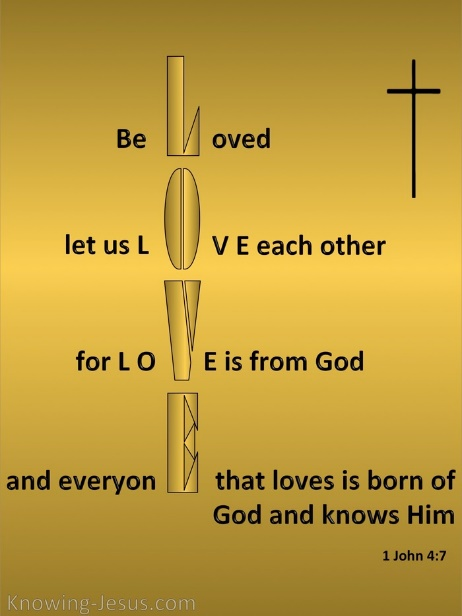 Be L oved
let us L O V E each other
for L O V E is from God
and everyon E that loves is born of
God and knows Him
1 John 4:7
Knowing-Jesus.com